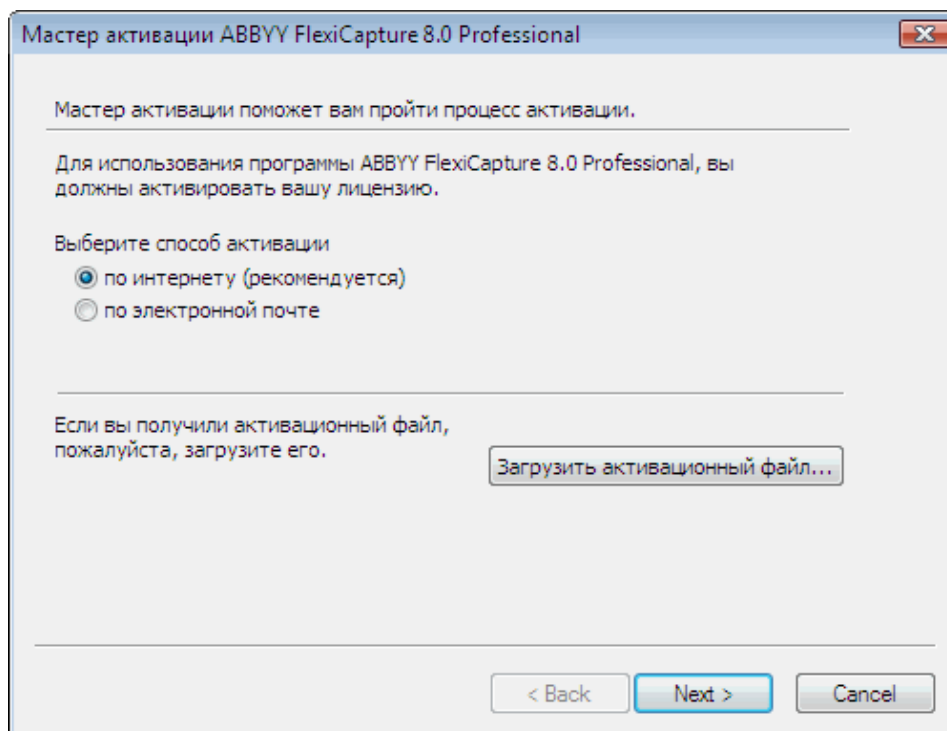 Мастер активации ABBYY FlexiCapture 8.0 Professional
Мастер активации поможет вам пройти процесс активации.
Для использования программы ABBYY FlexiCapture 8.0 Professional, вы
должны активировать вашу лицензию.
Выберите способ активации
по интернету (рекомендуется)
по электронной почте
Если вы получили активационный файл,
пожалуйста, загрузите его.
Загрузить активационный файл...
< Back
Next >
Cancel